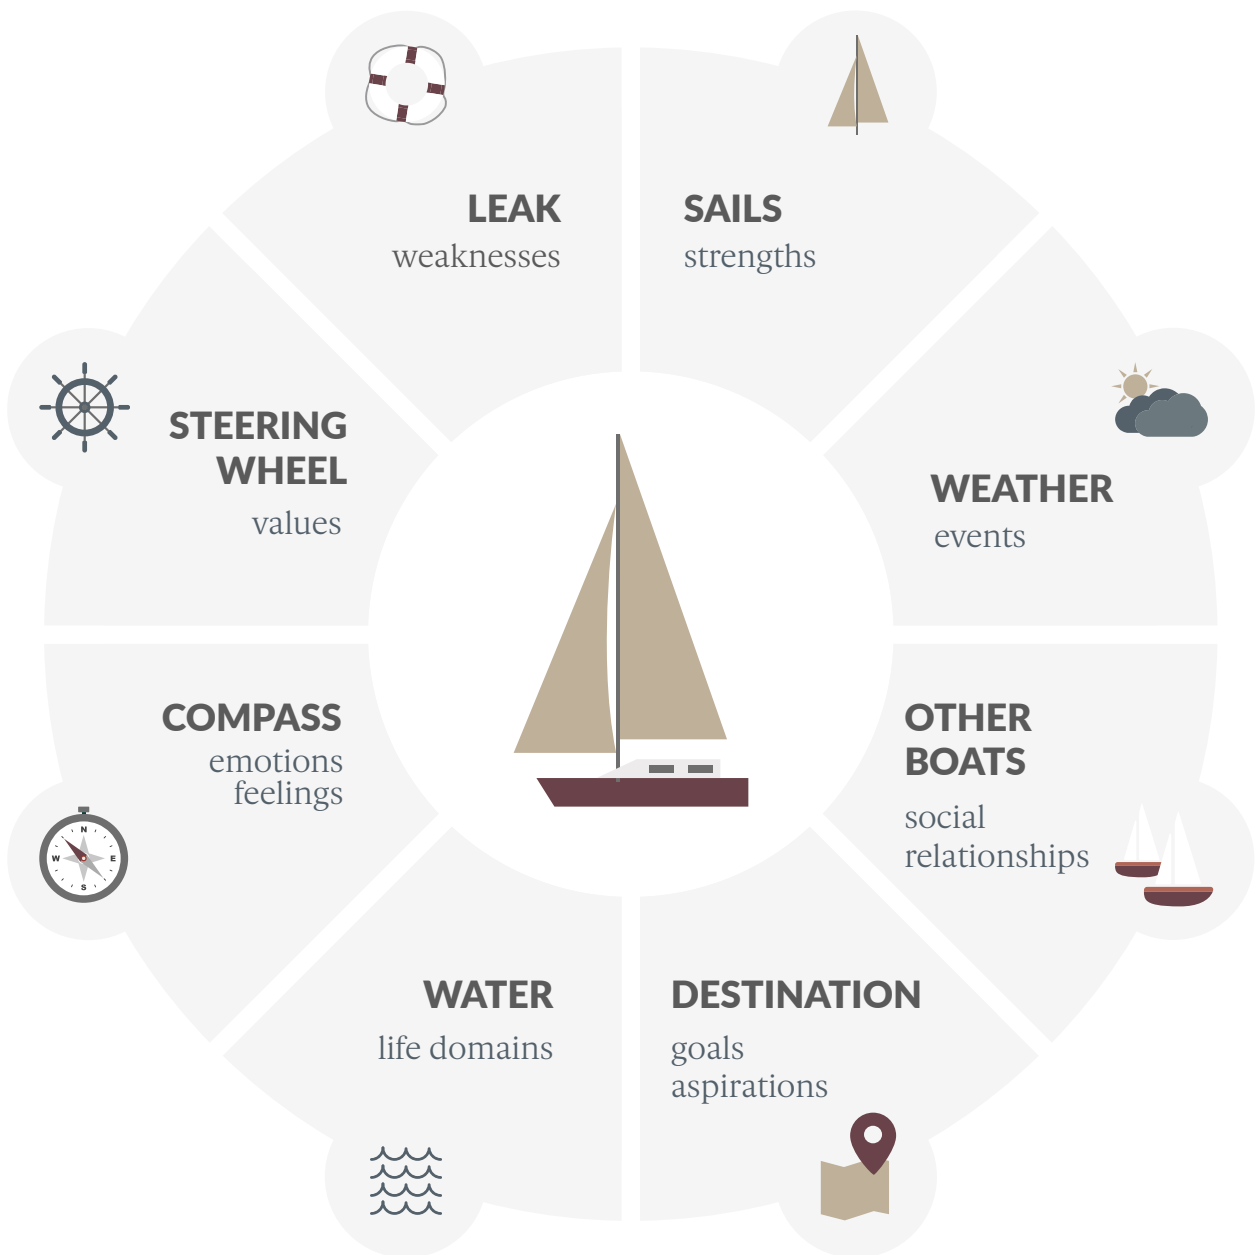 LEAK
weaknesses
SAILS
strengths
STEERING
WHEEL
values
WEATHER
events
COMPASS
emotions
feelings
N
W
E
S
OTHER
BOATS
social
relationships
WATER
life domains
DESTINATION
goals
aspirations